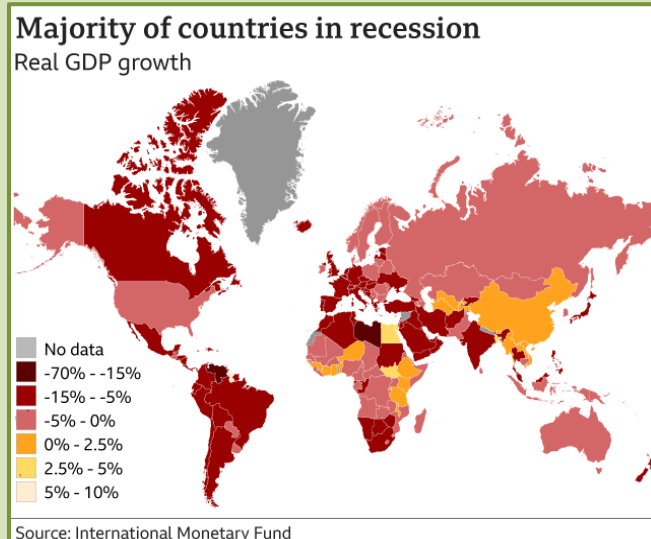 Majority of countries in recession
Real GDP growth
No data
-70% - -15%
-15% - -5%
-5% - 0%
0% - 2.5%
2.5% - 5%
5% - 10%
Source: International Monetary Fund